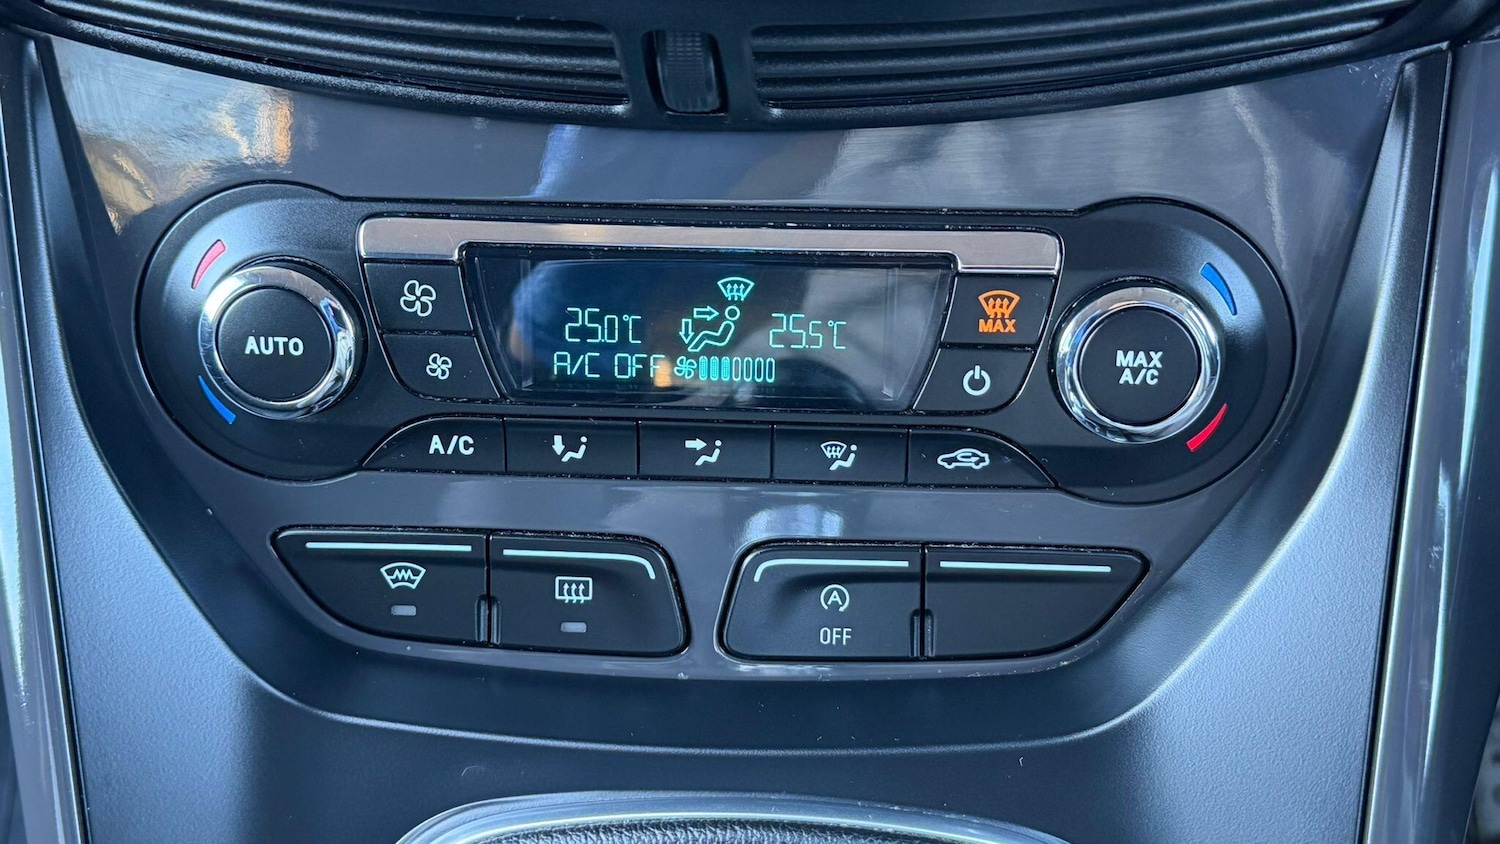 AUTO
25.0°C
25.5°C
A/C OFF
MAX
MAX
A/C
A/C
A
OFF